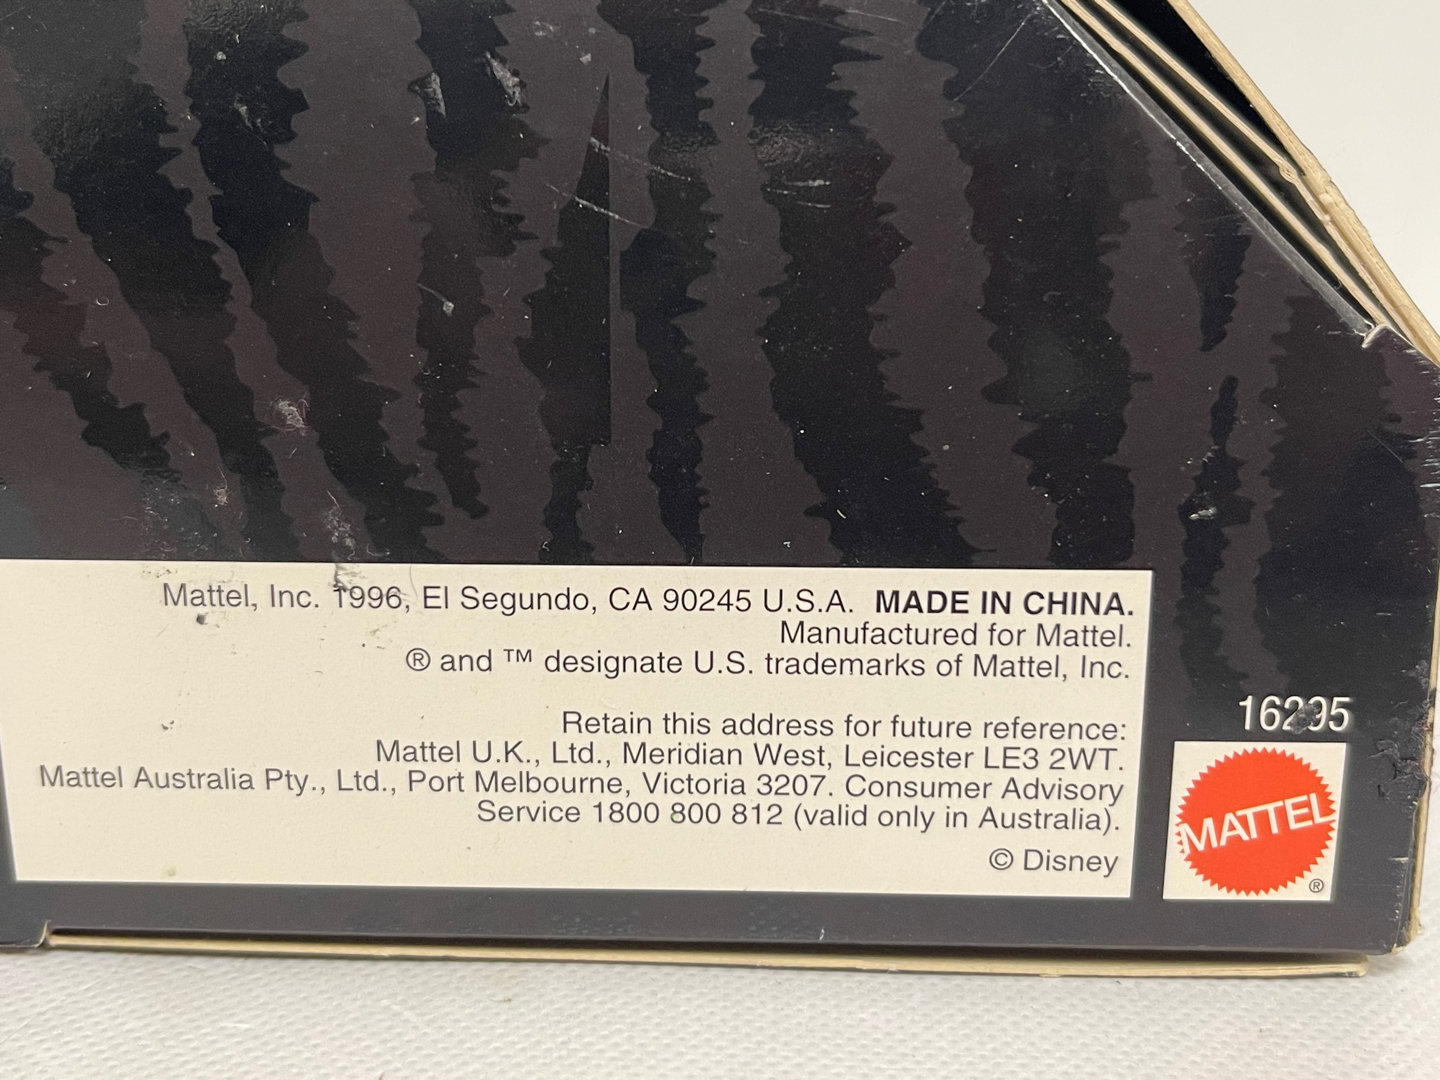 Mattel, Inc. 1996, El Segundo, CA 90245 U.S.A. MADE IN CHINA.
Manufactured for Mattel.
® and ™ designate U.S. trademarks of Mattel, Inc.
Retain this address for future reference:
Mattel U.K., Ltd., Meridian West, Leicester LE3 2WT.
Mattel Australia Pty., Ltd., Port Melbourne, Victoria 3207. Consumer Advisory
Service 1800 800 812 (valid only in Australia).
© Disney
MATTEL
®